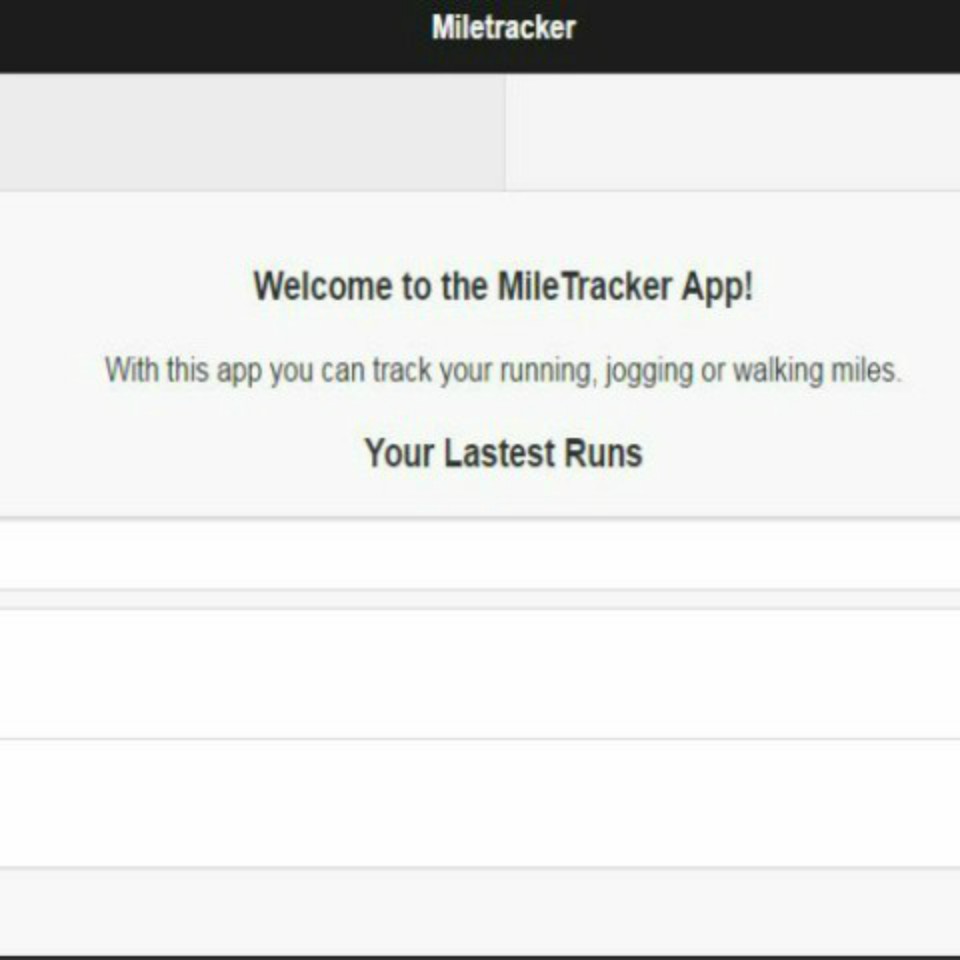 Miletracker
Welcome to the MileTracker App!
With this app you can track your running, jogging or walking miles.
Your Lastest Runs